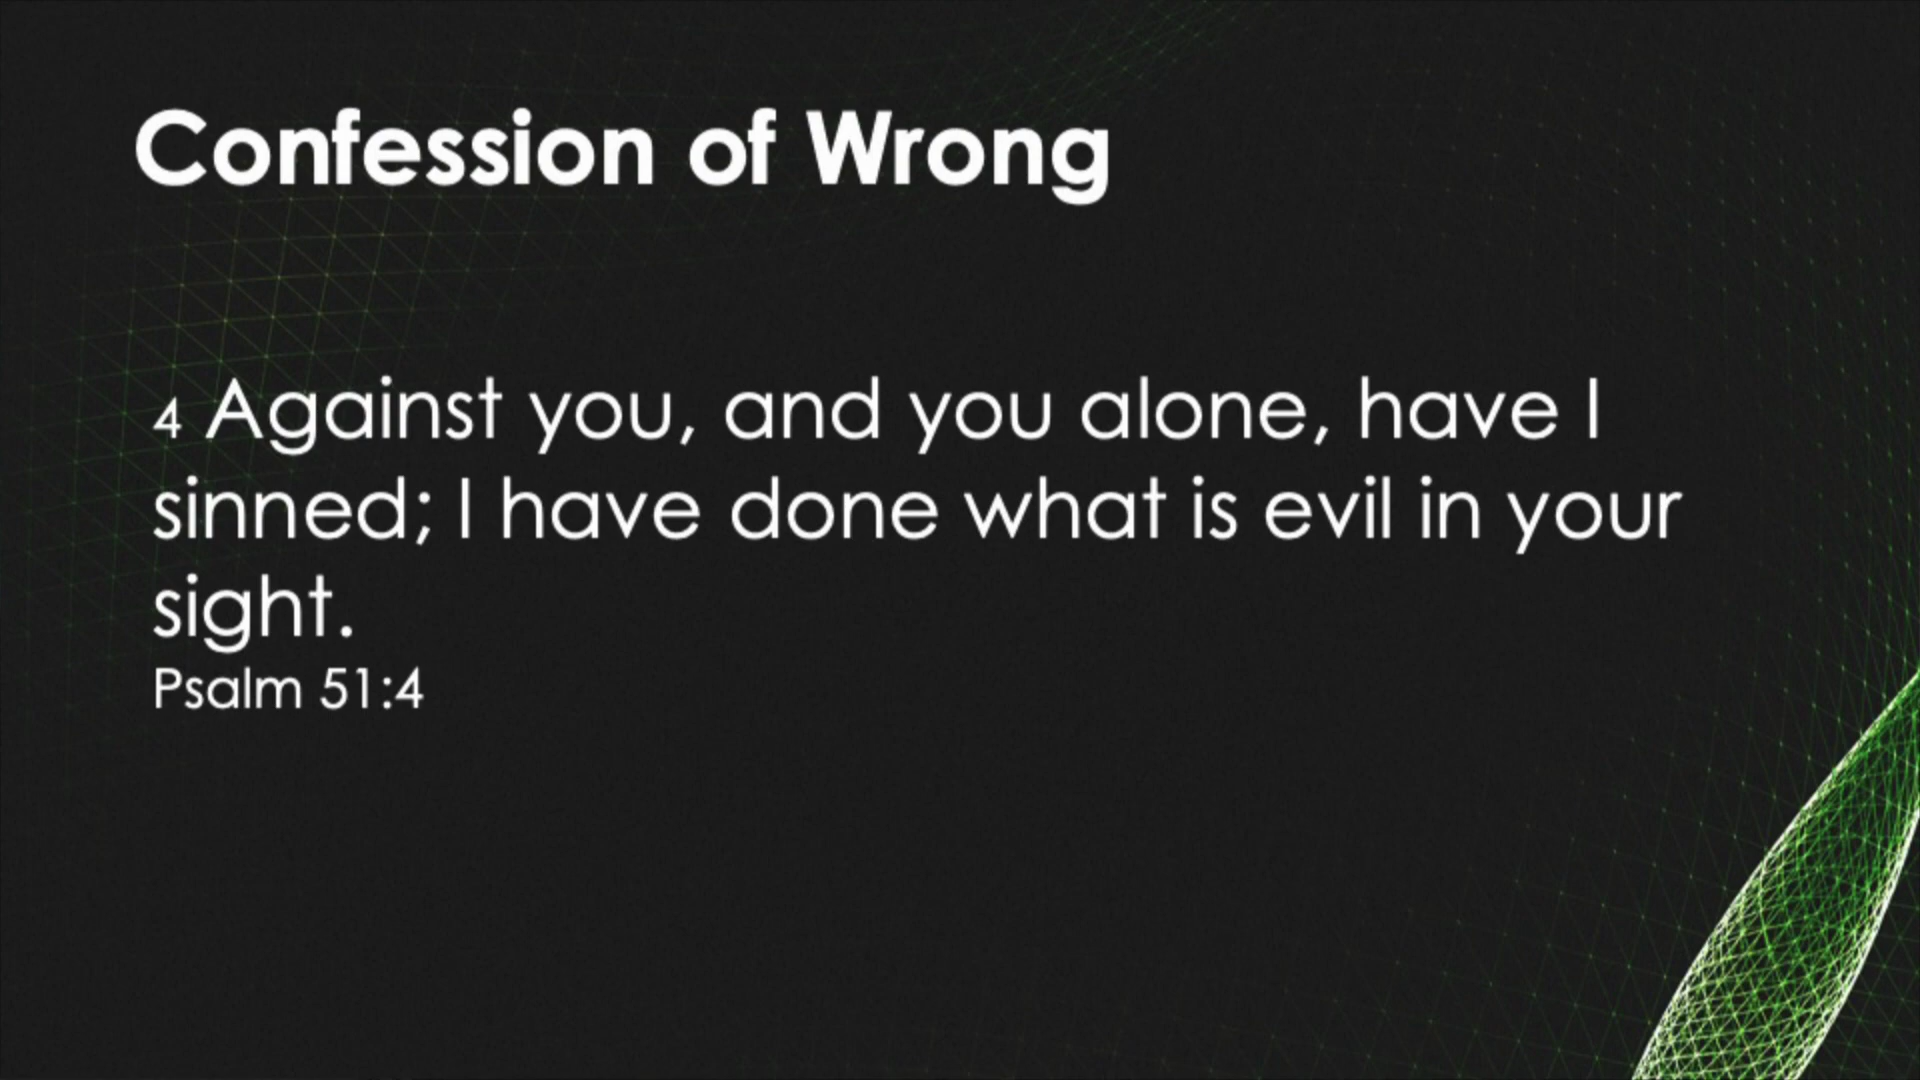 Confession of Wrong
4 Against you, and you alone, have I
sinned; I have done what is evil in your
sight.
Psalm 51:4